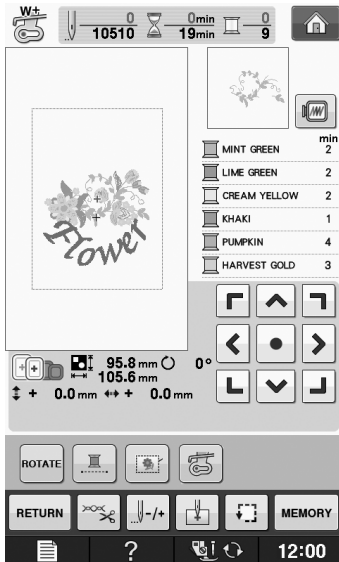 W+
0 0min 0
10510 19min 9
min
MINT GREEN 2
LIME GREEN 2
CREAM YELLOW 2
KHAKI 1
PUMPKIN 4
HARVEST GOLD 3
Flower
95.8 mm 0°
105.6 mm
+ 0.0 mm + 0.0 mm
ROTATE
RETURN -/+ MEMORY
? 12:00